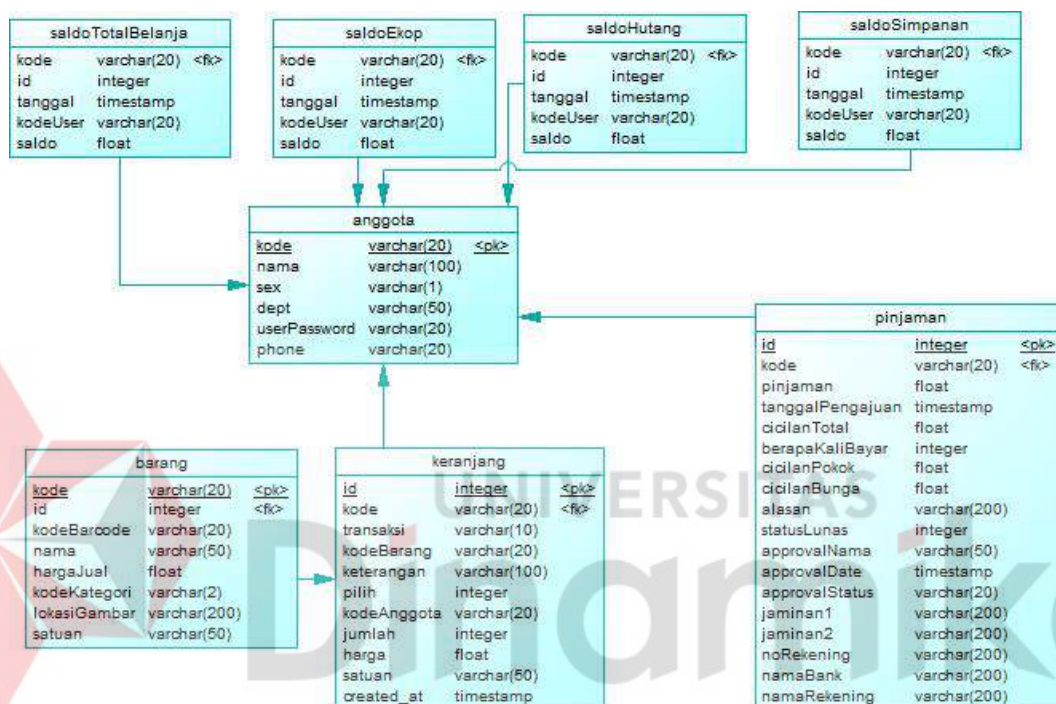 saldoTotalBelanja
kode varchar(20) <fk>
id integer
tanggal timestamp
kodeUser varchar(20)
saldo float
saldoEkop
kode varchar(20) <fk>
id integer
tanggal timestamp
kodeUser varchar(20)
saldo float
saldoHutang
kode varchar(20) <fk>
id integer
tanggal timestamp
kodeUser varchar(20)
saldo float
saldoSimpanan
kode varchar(20) <fk>
id integer
tanggal timestamp
kodeUser varchar(20)
saldo float
anggota
kode varchar(20) <pk>
nama varchar(100)
sex varchar(1)
dept varchar(50)
userPassword varchar(20)
phone varchar(20)
pinjaman
id integer <pk>
kode varchar(20) <fk>
pinjaman float
tanggalPengajuan timestamp
cicilanTotal float
berapaKaliBayar integer
cicilanPokok float
cicilanBunga float
alasan varchar(200)
statusLunas integer
approvalNama varchar(50)
approvalDate timestamp
approvalStatus varchar(20)
jaminan1 varchar(200)
jaminan2 varchar(200)
noRekening varchar(200)
namaBank varchar(200)
namaRekening varchar(200)
barang
kode varchar(20) <pk>
id integer <fk>
kodeBarcode varchar(20)
nama varchar(50)
hargaJual float
kodeKategori varchar(2)
lokasiGambar varchar(200)
satuan varchar(50)
keranjang
id integer <pk>
kode varchar(20) <fk>
transaksi varchar(10)
kodeBarang varchar(20)
keterangan varchar(100)
pilih integer
kodeAnggota varchar(20)
jumlah integer
harga float
satuan varchar(50)
created_at timestamp
UNIVERSITAS
Dinamik